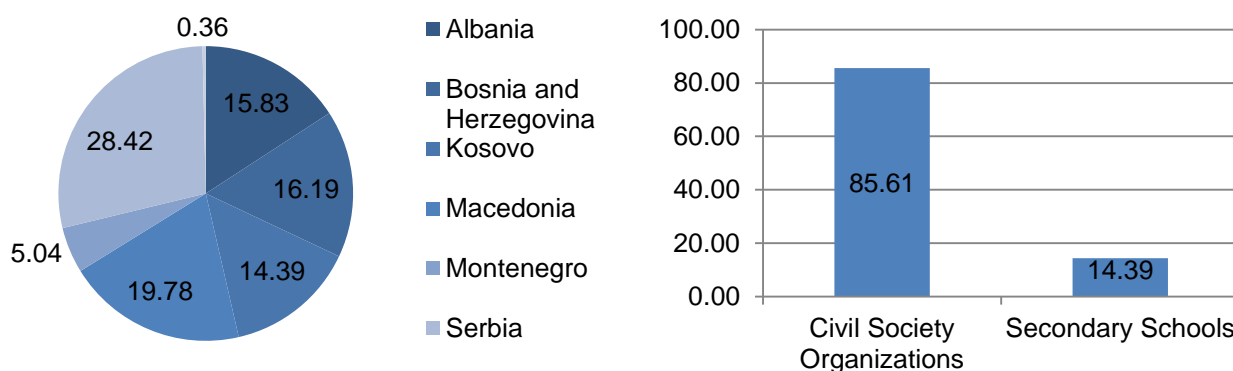 0.36
15.83
16.19
14.39
19.78
5.04
28.42
Albania
Bosnia and
Herzegovina
Kosovo
Macedonia
Montenegro
Serbia
100.00
80.00
60.00
40.00
20.00
0.00
85.61
14.39
Civil Society
Organizations
Secondary Schools